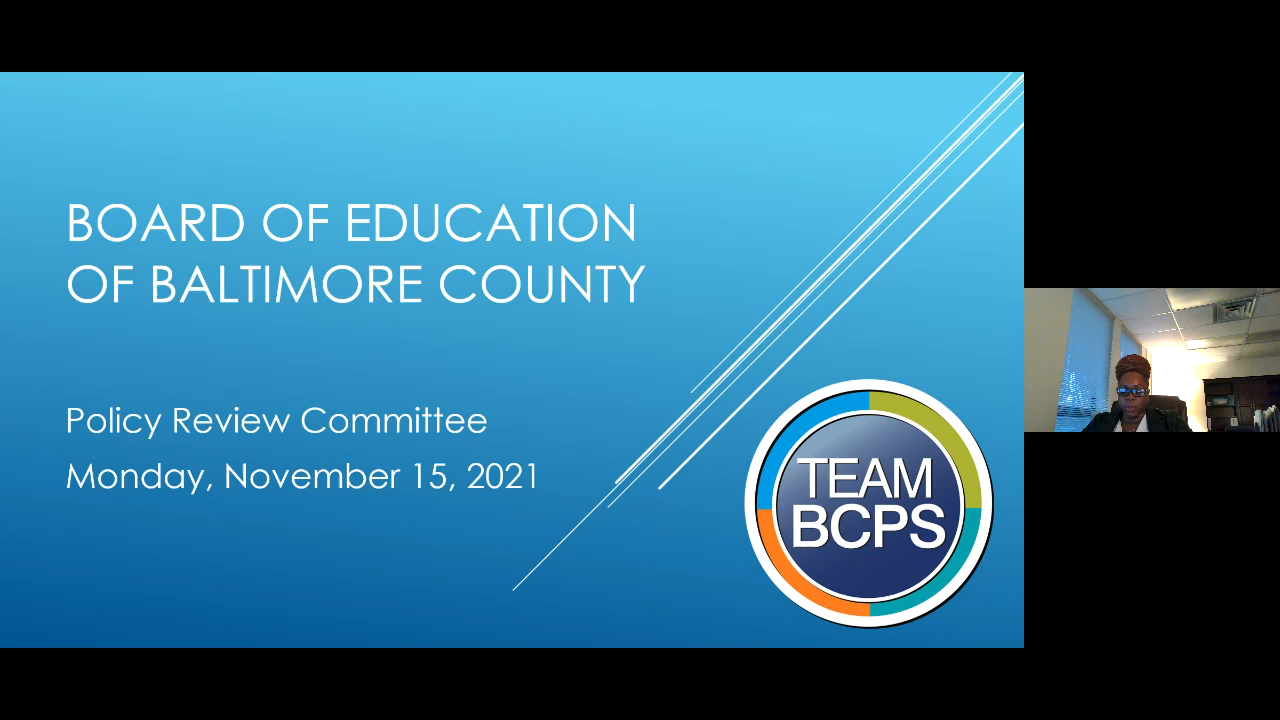 BOARD OF EDUCATION
OF BALTIMORE COUNTY
Policy Review Committee
Monday, November 15, 2021
TEAM
BCPS